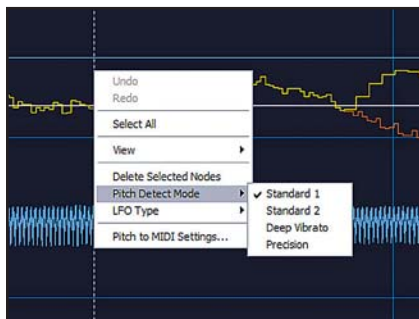 Undo
Redo
Select All
View
Delete Selected Nodes
Pitch Detect Mode
LFO Type
Pitch to MIDI Settings...
Standard 1
Standard 2
Deep Vibrato
Precision